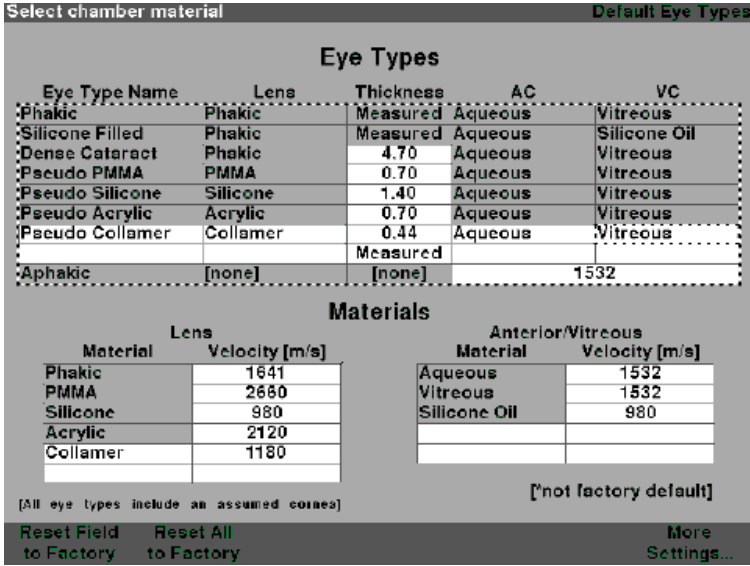 Select chamber material Default Eye Types
Eye Types
Eye Type Name Lens Thickness AC VC
Phakic Phakic Measured Aqueous Vitreous
Silicone Filled Phakic Measured Aqueous Silicone Oil
Dense Cataract Phakic 4.70 Aqueous Vitreous
Pseudo PMMA PMMA 0.70 Aqueous Vitreous
Pseudo Silicone Silicone 1.40 Aqueous Vitreous
Pseudo Acrylic Acrylic 0.70 Aqueous Vitreous
Pseudo Collamer Collamer 0.44 Aqueous Vitreous
Measured
Aphakic [none] [none] 1532
Materials
Lens Anterior/Vitreous
Material Velocity [m/s] Material Velocity [m/s]
Phakic 1641 Aqueous 1532
PMMA 2660 Vitreous 1532
Silicone 980 Silicone Oil 980
Acrylic 2120
Collamer 1180
[*not factory default]
[All eye types include an assumed cornea]
Reset Field Reset All More
to Factory to Factory Settings...